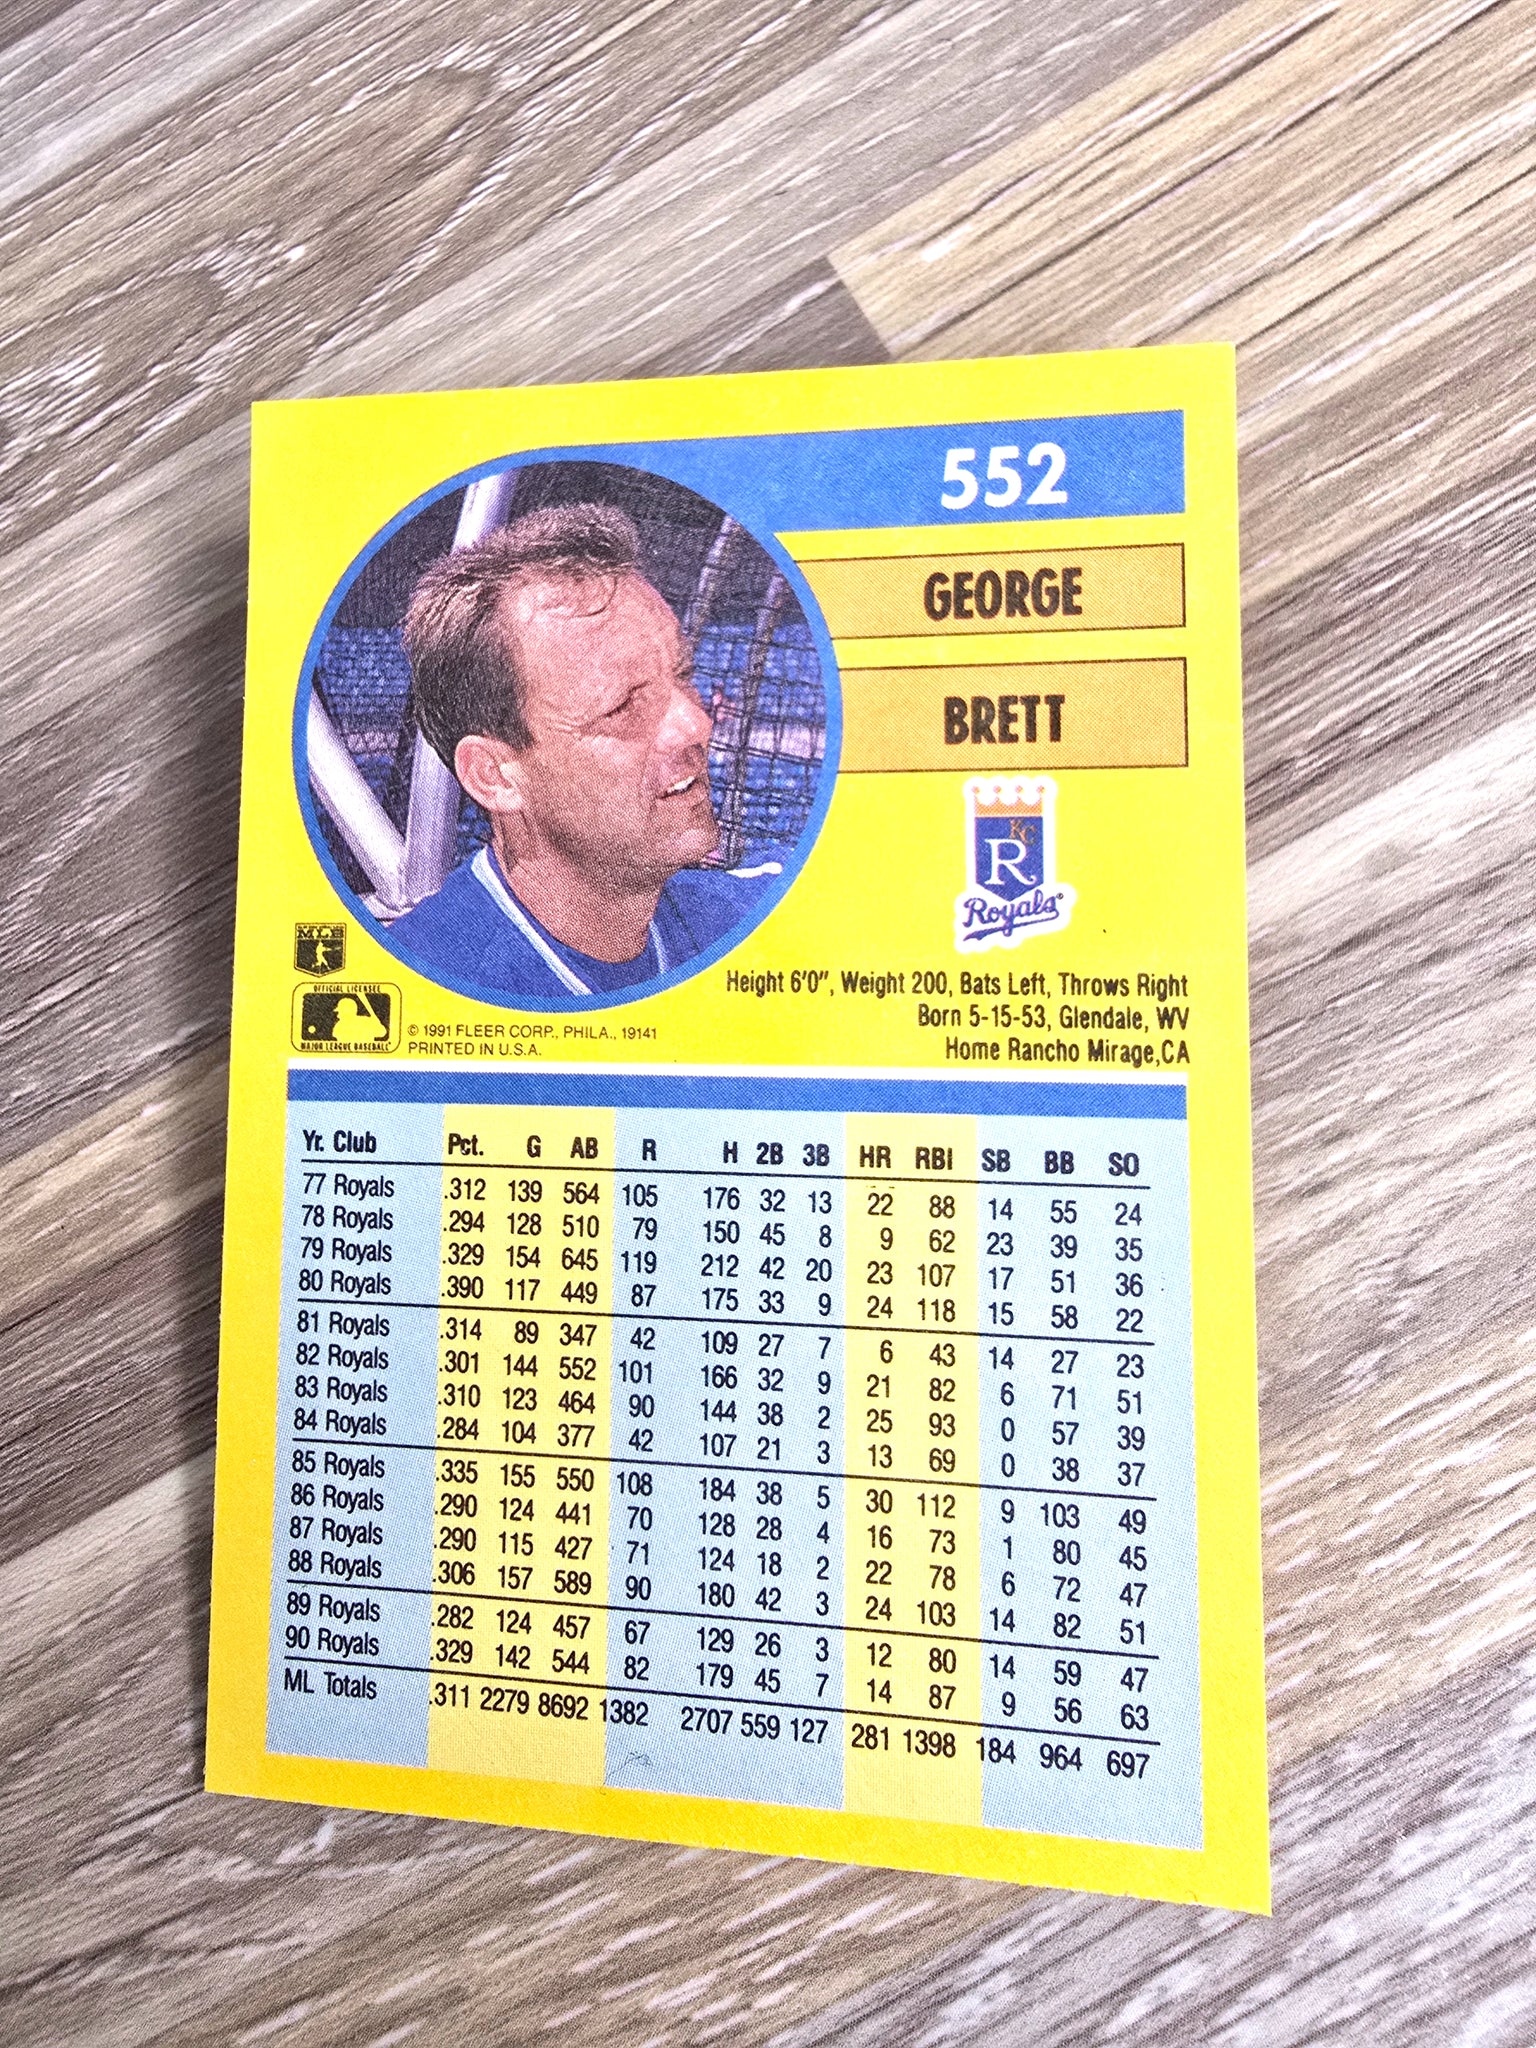 552
GEORGE
BRETT
KC
R
Royals
MLB
OFFICIAL LICENSEE
MAJOR LEAGUE BASEBALL
© 1991 FLEER CORP., PHILA., 19141
PRINTED IN U.S.A.
Height 6'0", Weight 200, Bats Left, Throws Right
Born 5-15-53, Glendale, WV
Home Rancho Mirage,CA
Yr. Club Pct. G AB R H 2B 3B HR RBI SB BB SO
77 Royals .312 139 564 105 176 32 13 22 88 14 55 24
78 Royals .294 128 510 79 150 45 8 9 62 23 39 35
79 Royals .329 154 645 119 212 42 20 23 107 17 51 36
80 Royals .390 117 449 87 175 33 9 24 118 15 58 22
81 Royals .314 89 347 42 109 27 7 6 43 14 27 23
82 Royals .301 144 552 101 166 32 9 21 82 6 71 51
83 Royals .310 123 464 90 144 38 2 25 93 0 57 39
84 Royals .284 104 377 42 107 21 3 13 69 0 38 37
85 Royals .335 155 550 108 184 38 5 30 112 9 103 49
86 Royals .290 124 441 70 128 28 4 16 73 1 80 45
87 Royals .290 115 427 71 124 18 2 22 78 6 72 47
88 Royals .306 157 589 90 180 42 3 24 103 14 82 51
89 Royals .282 124 457 67 129 26 3 12 80 14 59 47
90 Royals .329 142 544 82 179 45 7 14 87 9 56 63
ML Totals .311 2279 8692 1382 2707 559 127 281 1398 184 964 697